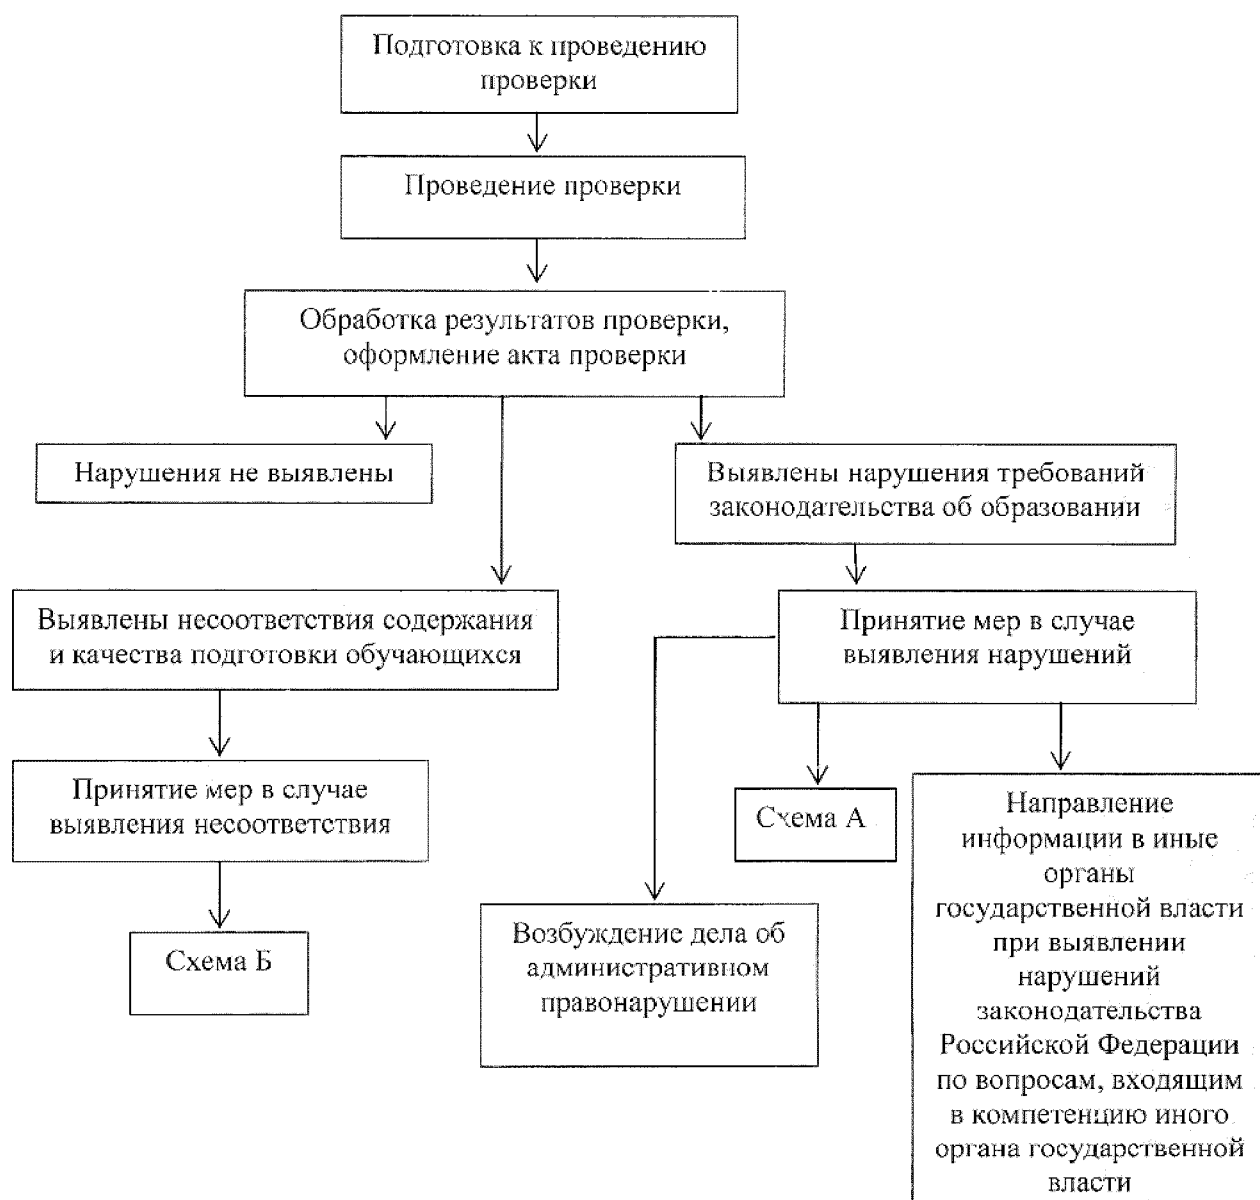 Подготовка к проведению
проверки
Проведение проверки
Обработка результатов проверки,
оформление акта проверки
Нарушения не выявлены
Выявлены нарушения требований
законодательства об образовании
Выявлены несоответствия содержания
и качества подготовки обучающихся
Принятие мер в случае
выявления нарушений
Принятие мер в случае
выявления несоответствия
Схема А
Направление
информации в иные
органы
государственной власти
при выявлении
нарушений
законодательства
Российской Федерации
по вопросам, входящим
в компетенцию иного
органа государственной
власти
Схема Б
Возбуждение дела об
административном
правонарушении